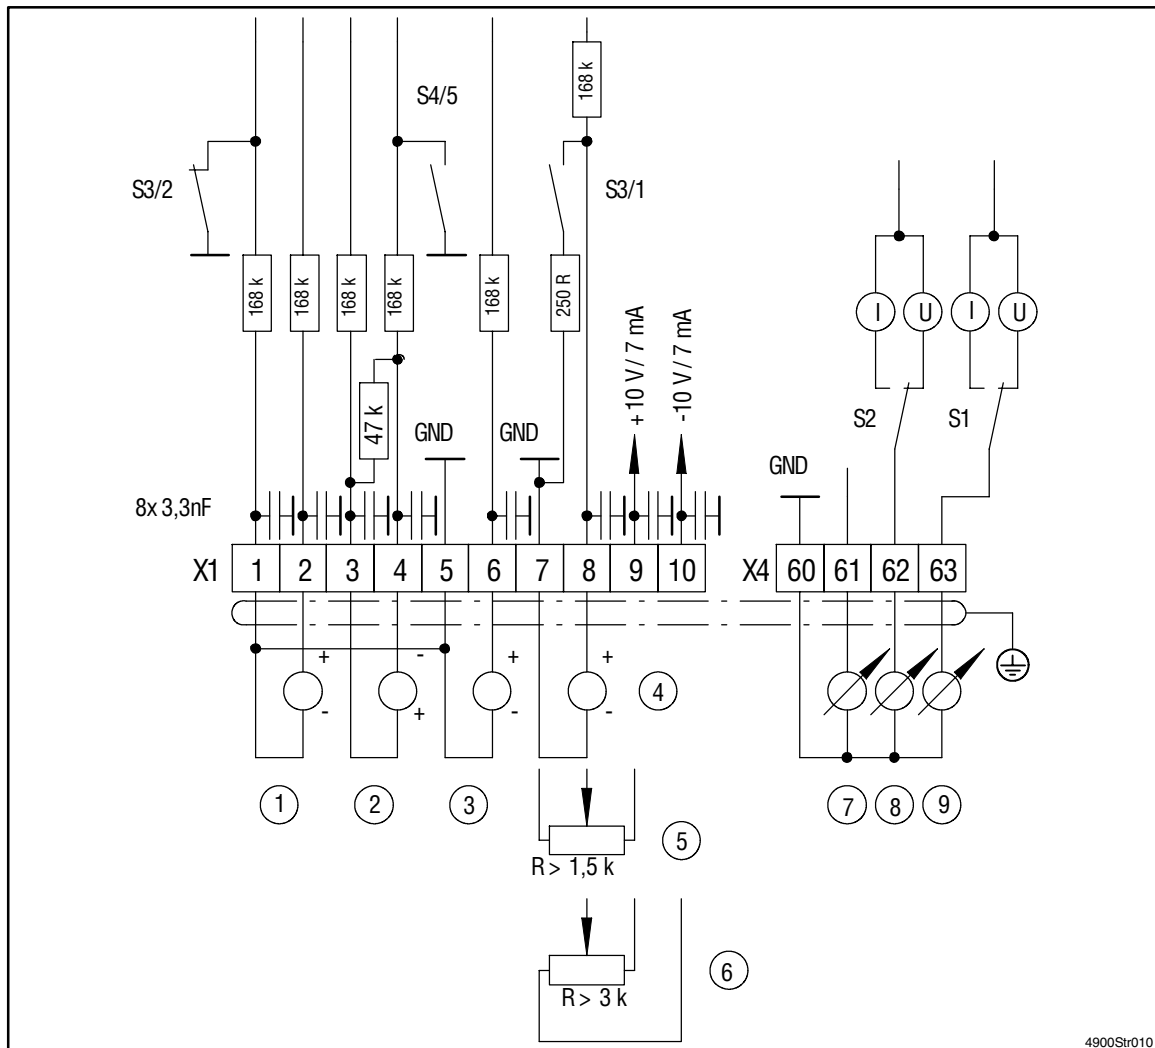 168 k
S4/5
S3/2
S3/1
168 k
168 k
168 k
168 k
168 k
250 R
+10 V / 7 mA
-10 V / 7 mA
I
U
I
U
47 k
S2
S1
GND
GND
GND
8x 3,3nF
X1
1
2
3
4
5
6
7
8
9
10
X4
60
61
62
63
+
-
-
+
+
-
+
-
4
1
2
3
7
8
9
5
R > 1,5 k
6
R > 3 k
4900Str010